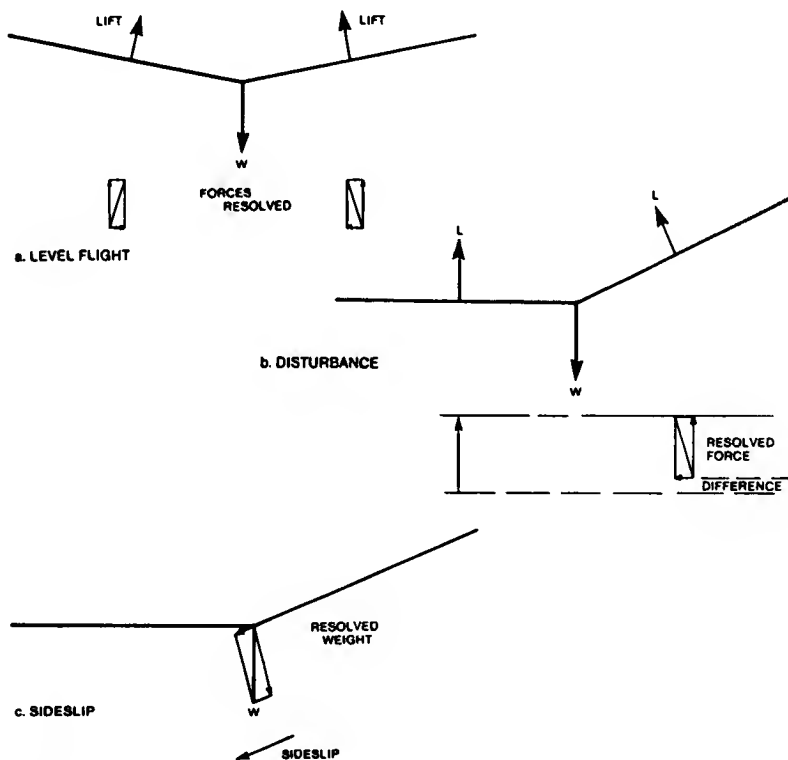 LIFT
LIFT
W
FORCES
RESOLVED
a. LEVEL FLIGHT
L
L
b. DISTURBANCE
W
RESOLVED
FORCE
DIFFERENCE
RESOLVED
WEIGHT
c. SIDESLIP
W
SIDESLIP